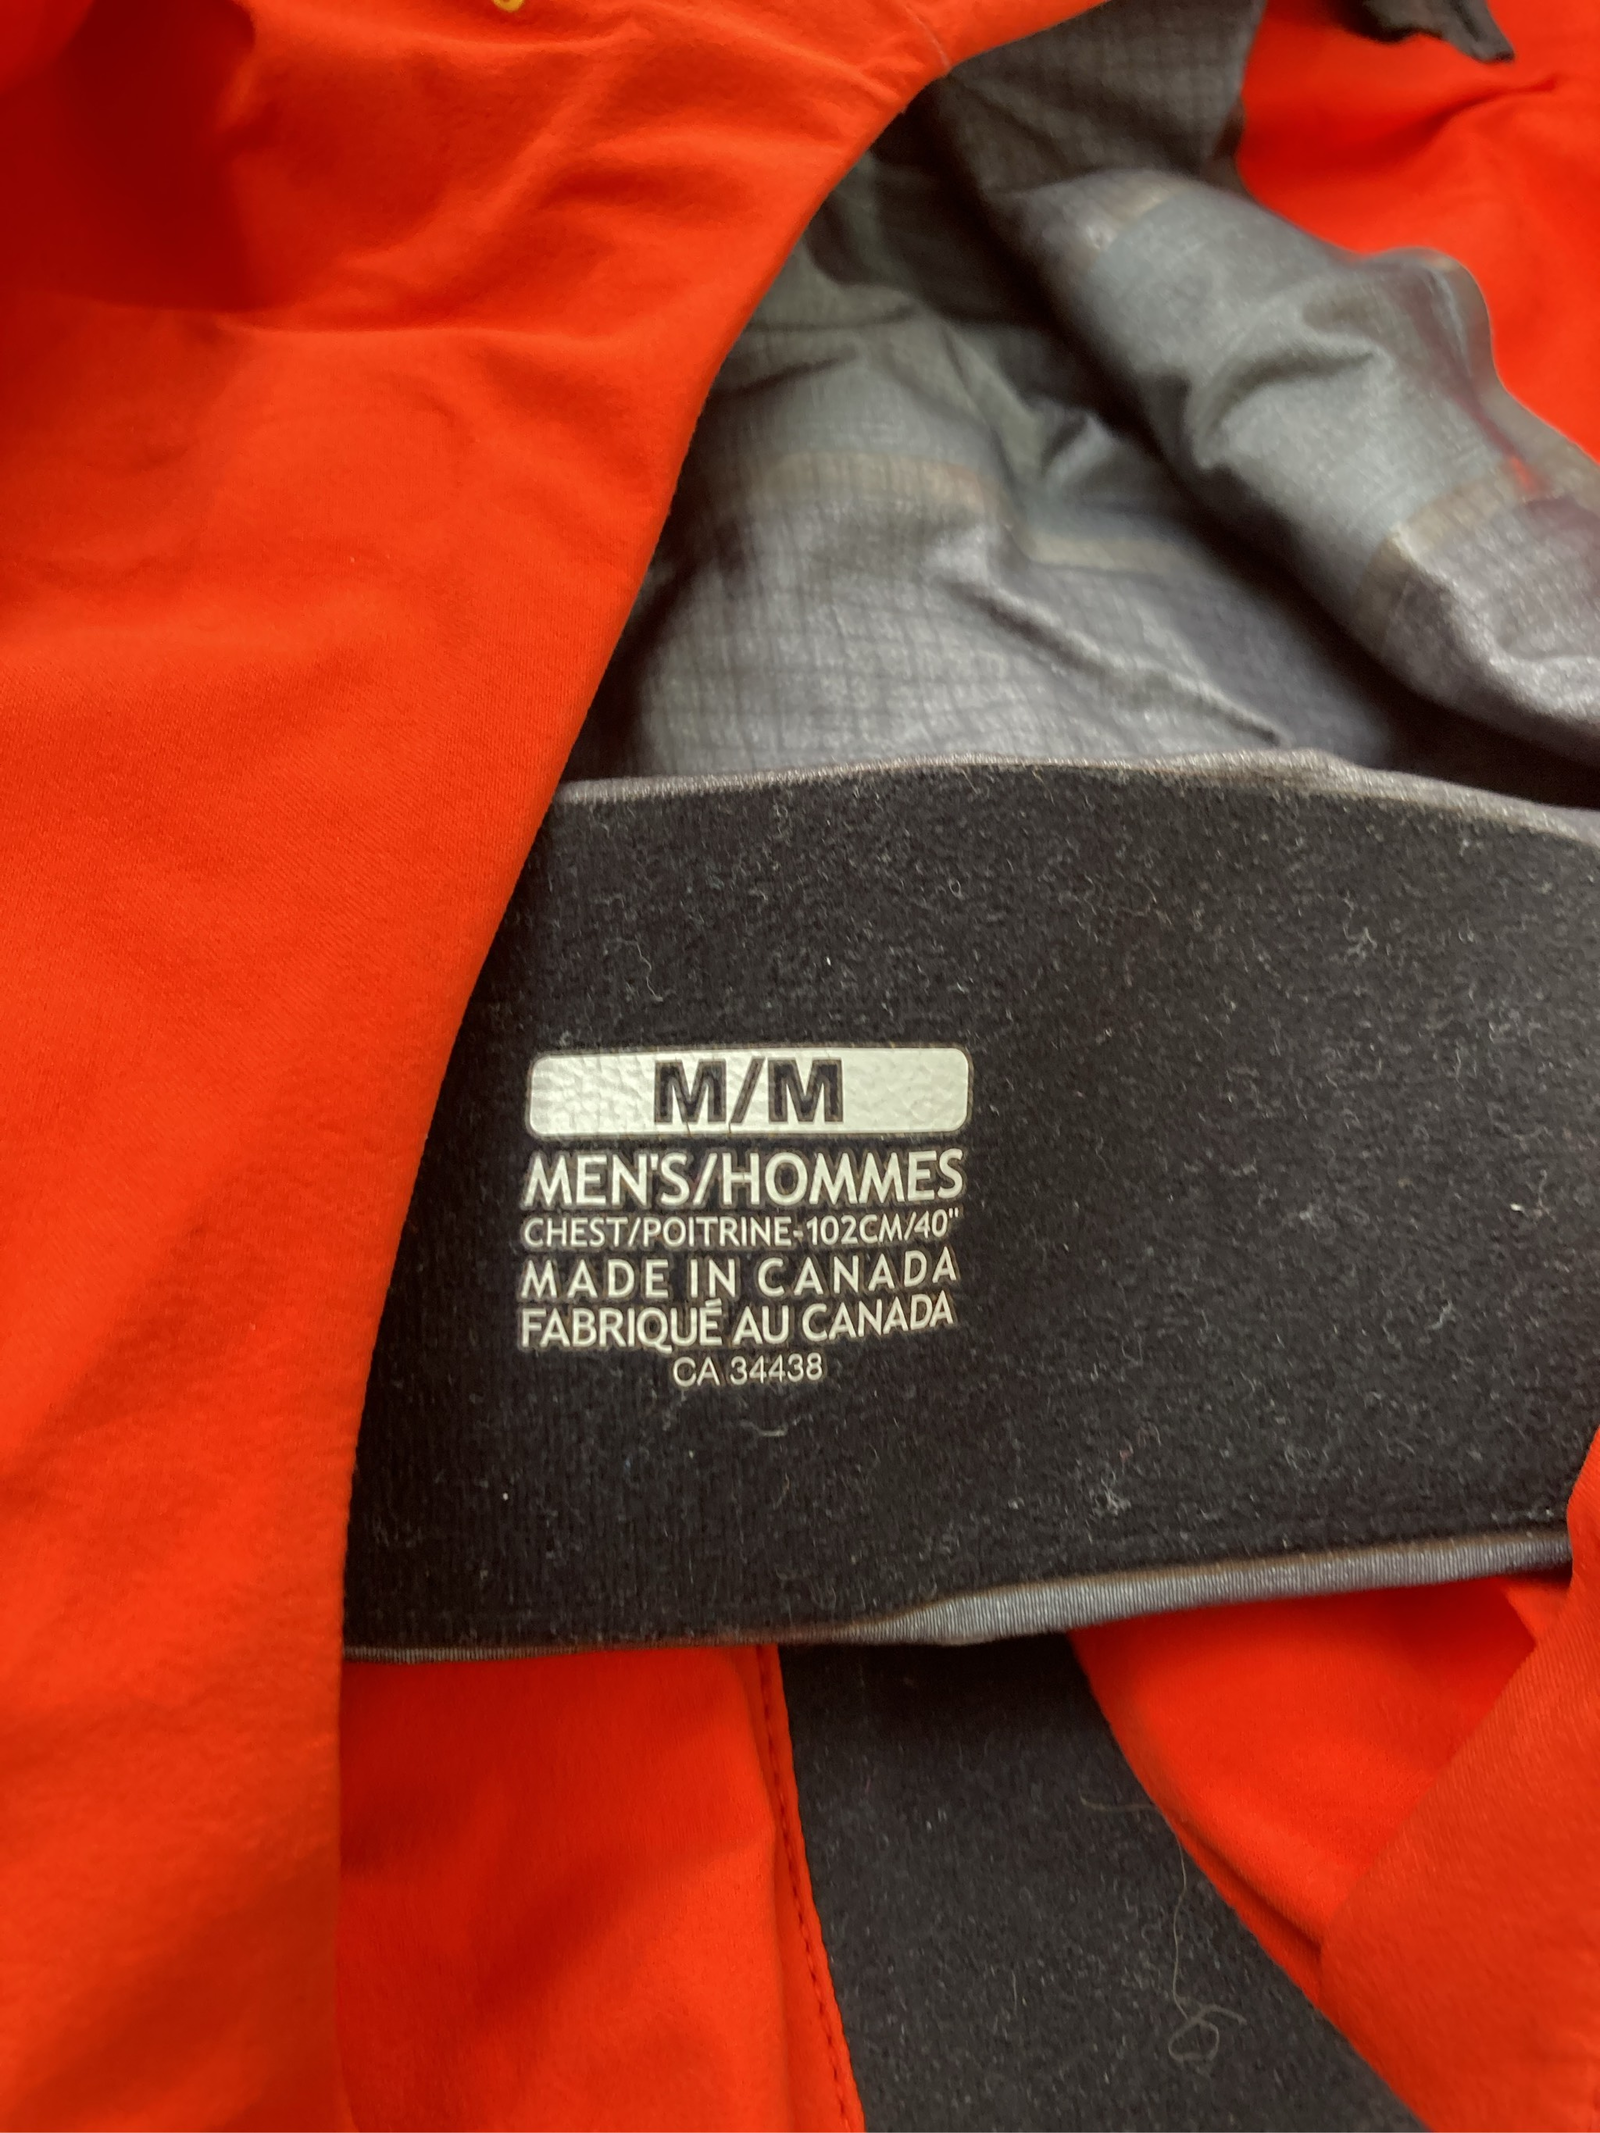 M/M
MEN'S/HOMMES
CHEST/POITRINE-102CM/40"
MADE IN CANADA
FABRIQUÉ AU CANADA
CA 34438